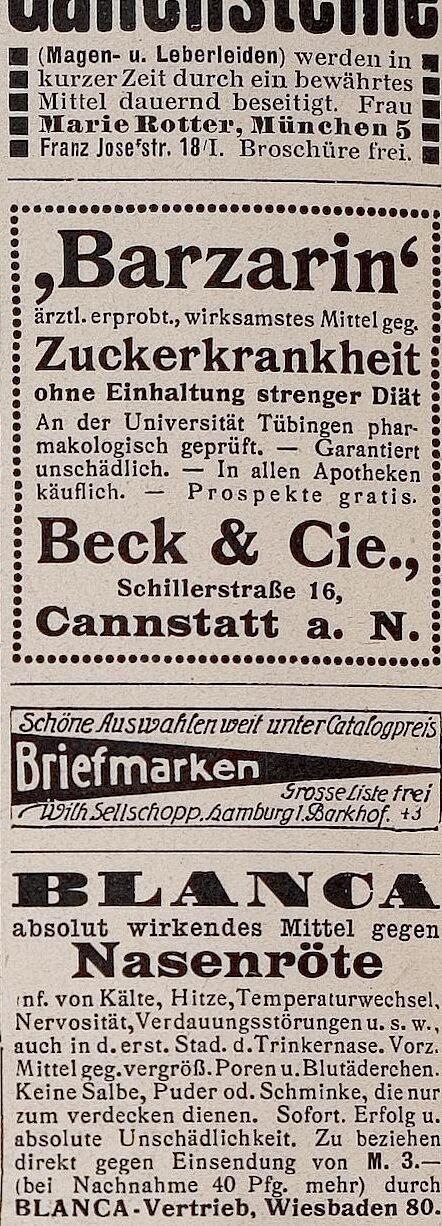 Gallensteine
(Magen- u. Leberleiden) werden in
kurzer Zeit durch ein bewährtes
Mittel dauernd beseitigt. Frau
Marie Rotter, München 5
Franz Josefstr. 18/I. Broschüre frei.
‚Barzarin‘
ärztl. erprobt., wirksamstes Mittel geg.
Zuckerkrankheit
ohne Einhaltung strenger Diät
An der Universität Tübingen phar-
makologisch geprüft. — Garantiert
unschädlich. — In allen Apotheken
käuflich. — Prospekte gratis.
Beck & Cie.,
Schillerstraße 16,
Cannstatt a. N.
Schöne Auswahlen weit unter Catalogpreis
Briefmarken
Grosse Liste frei
Wilh. Sellschopp, Hamburg 1. Barkhof. 43
BLANCA
absolut wirkendes Mittel gegen
Nasenröte
inf. von Kälte, Hitze, Temperaturwechsel,
Nervosität, Verdauungsstörungen u. s. w.,
auch in d. erst. Stad. d. Trinkernase. Vorz.
Mittel geg. vergröß. Poren u. Blutäderchen.
Keine Salbe, Puder od. Schminke, die nur
zum verdecken dienen. Sofort. Erfolg u.
absolute Unschädlichkeit. Zu beziehen
direkt gegen Einsendung von M. 3.—
(bei Nachnahme 40 Pfg. mehr) durch
BLANCA-Vertrieb, Wiesbaden 80.